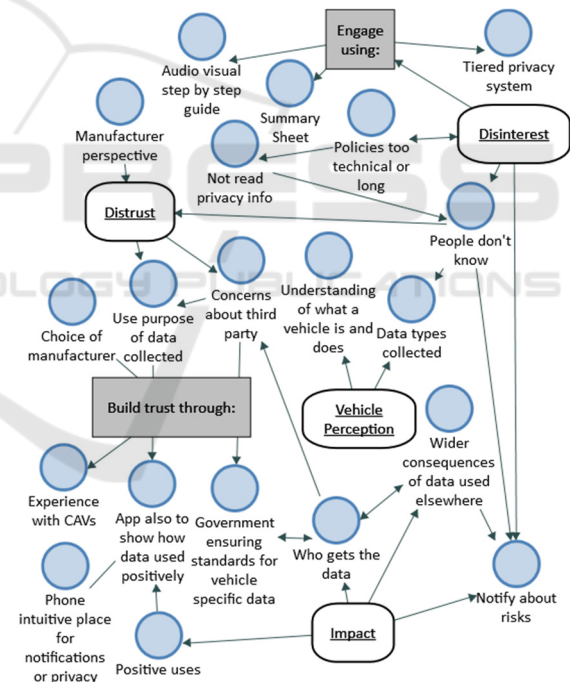 Engage
using:
Audio visual
step by step
guide
Summary
Sheet
Tiered privacy
system
Manufacturer
perspective
Policies too
technical or
long
Disinterest
Not read
privacy info
Distrust
People don't
know
Choice of
manufacturer
Use purpose
of data
collected
Concerns
about third
party
Understanding
of what a
vehicle is and
does
Data types
collected
Build trust through:
Vehicle
Perception
Wider
consequences
of data used
elsewhere
Experience
with CAVs
App also to
show how
data used
positively
Government
ensuring
standards for
vehicle
specific data
Who gets the
data
Notify about
risks
Phone
intuitive place
for
notifications
or privacy
Positive uses
Impact
PRESS
OLOGY PUBLICATIONS